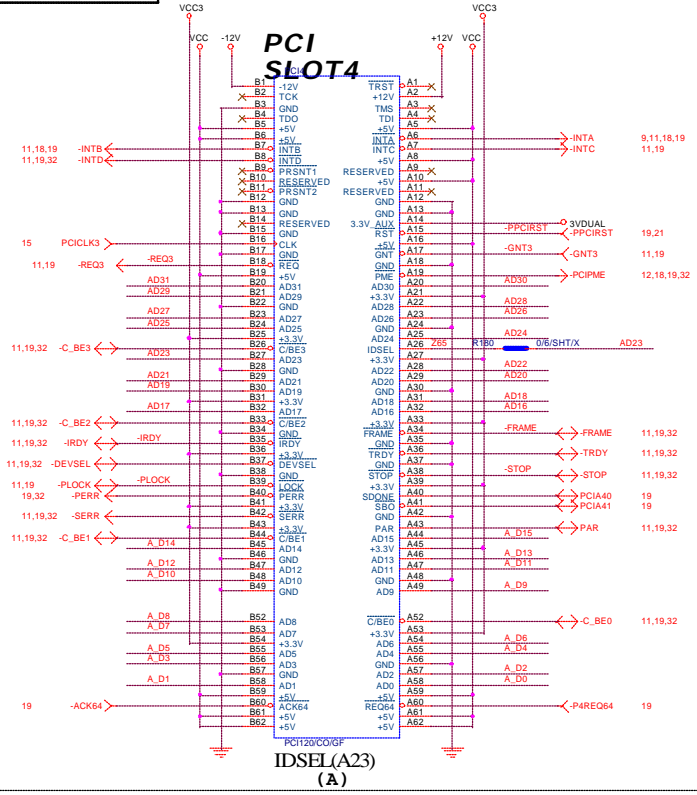 VCC3 VCC3
VCC -12V +12V VCC
PCI
SLOT4
PCI4
B1 -12V TRST A1
B2 TCK +12V A2
B3 GND TMS A3
B4 TDO TDI A4
B5 +5V +5V A5
B6 +5V INTA A6 -INTA 9,11,18,19
11,18,19 -INTB B7 INTB INTC A7 -INTC 11,19
11,19,32 -INTD B8 INTD +5V A8
B9 PRSNT1 RESERVED A9
B10 RESERVED +5V A10
B11 PRSNT2 RESERVED A11
B12 GND GND A12
B13 GND GND A13
B14 RESERVED 3.3V_AUX A14 3VDUAL
B15 GND RST A15 -PPCIRST -PPCIRST 19,21
15 PCICLK3 B16 CLK +5V A16
B17 GND GNT A17 -GNT3 -GNT3 11,19
11,19 -REQ3 -REQ3 B18 REQ GND A18
B19 +5V PME A19 -PCIPME 12,18,19,32
AD31 B20 AD31 AD30 A20 AD30
AD29 B21 AD29 +3.3V A21
B22 GND AD28 A22 AD28
AD27 B23 AD27 AD26 A23 AD26
AD25 B24 AD25 GND A24
B25 +3.3V AD24 A25 AD24
11,19,32 -C_BE3 B26 C/BE3 IDSEL A26 Z65 R180 0/6/SHT/X AD23
AD23 B27 AD23 +3.3V A27
B28 GND AD22 A28 AD22
AD21 B29 AD21 AD20 A29 AD20
AD19 B30 AD19 GND A30
B31 +3.3V AD18 A31 AD18
AD17 B32 AD17 AD16 A32 AD16
11,19,32 -C_BE2 B33 C/BE2 +3.3V A33
B34 GND FRAME A34 -FRAME -FRAME 11,19,32
11,19,32 -IRDY -IRDY B35 IRDY GND A35
B36 +3.3V TRDY A36 -TRDY 11,19,32
11,19,32 -DEVSEL B37 DEVSEL GND A37
B38 GND STOP A38 -STOP -STOP 11,19,32
11,19 -PLOCK -PLOCK B39 LOCK +3.3V A39
19,32 -PERR B40 PERR SDONE A40 PCIA40 19
B41 +3.3V SBO A41 PCIA41 19
11,19,32 -SERR B42 SERR GND A42
B43 +3.3V PAR A43 PAR 11,19,32
11,19,32 -C_BE1 B44 C/BE1 AD15 A44 A_D15
A_D14 B45 AD14 +3.3V A45
B46 GND AD13 A46 A_D13
A_D12 B47 AD12 AD11 A47 A_D11
A_D10 B48 AD10 GND A48
B49 GND AD9 A49 A_D9
A_D8 B52 AD8 C/BE0 A52 -C_BE0 11,19,32
A_D7 B53 AD7 +3.3V A53
B54 +3.3V AD6 A54 A_D6
A_D5 B55 AD5 AD4 A55 A_D4
A_D3 B56 AD3 GND A56
B57 GND AD2 A57 A_D2
A_D1 B58 AD1 AD0 A58 A_D0
B59 +5V +5V A59
19 -ACK64 B60 ACK64 REQ64 A60 -P4REQ64 19
B61 +5V +5V A61
B62 +5V +5V A62
PCI120/CO/GF
IDSEL(A23)
(A)